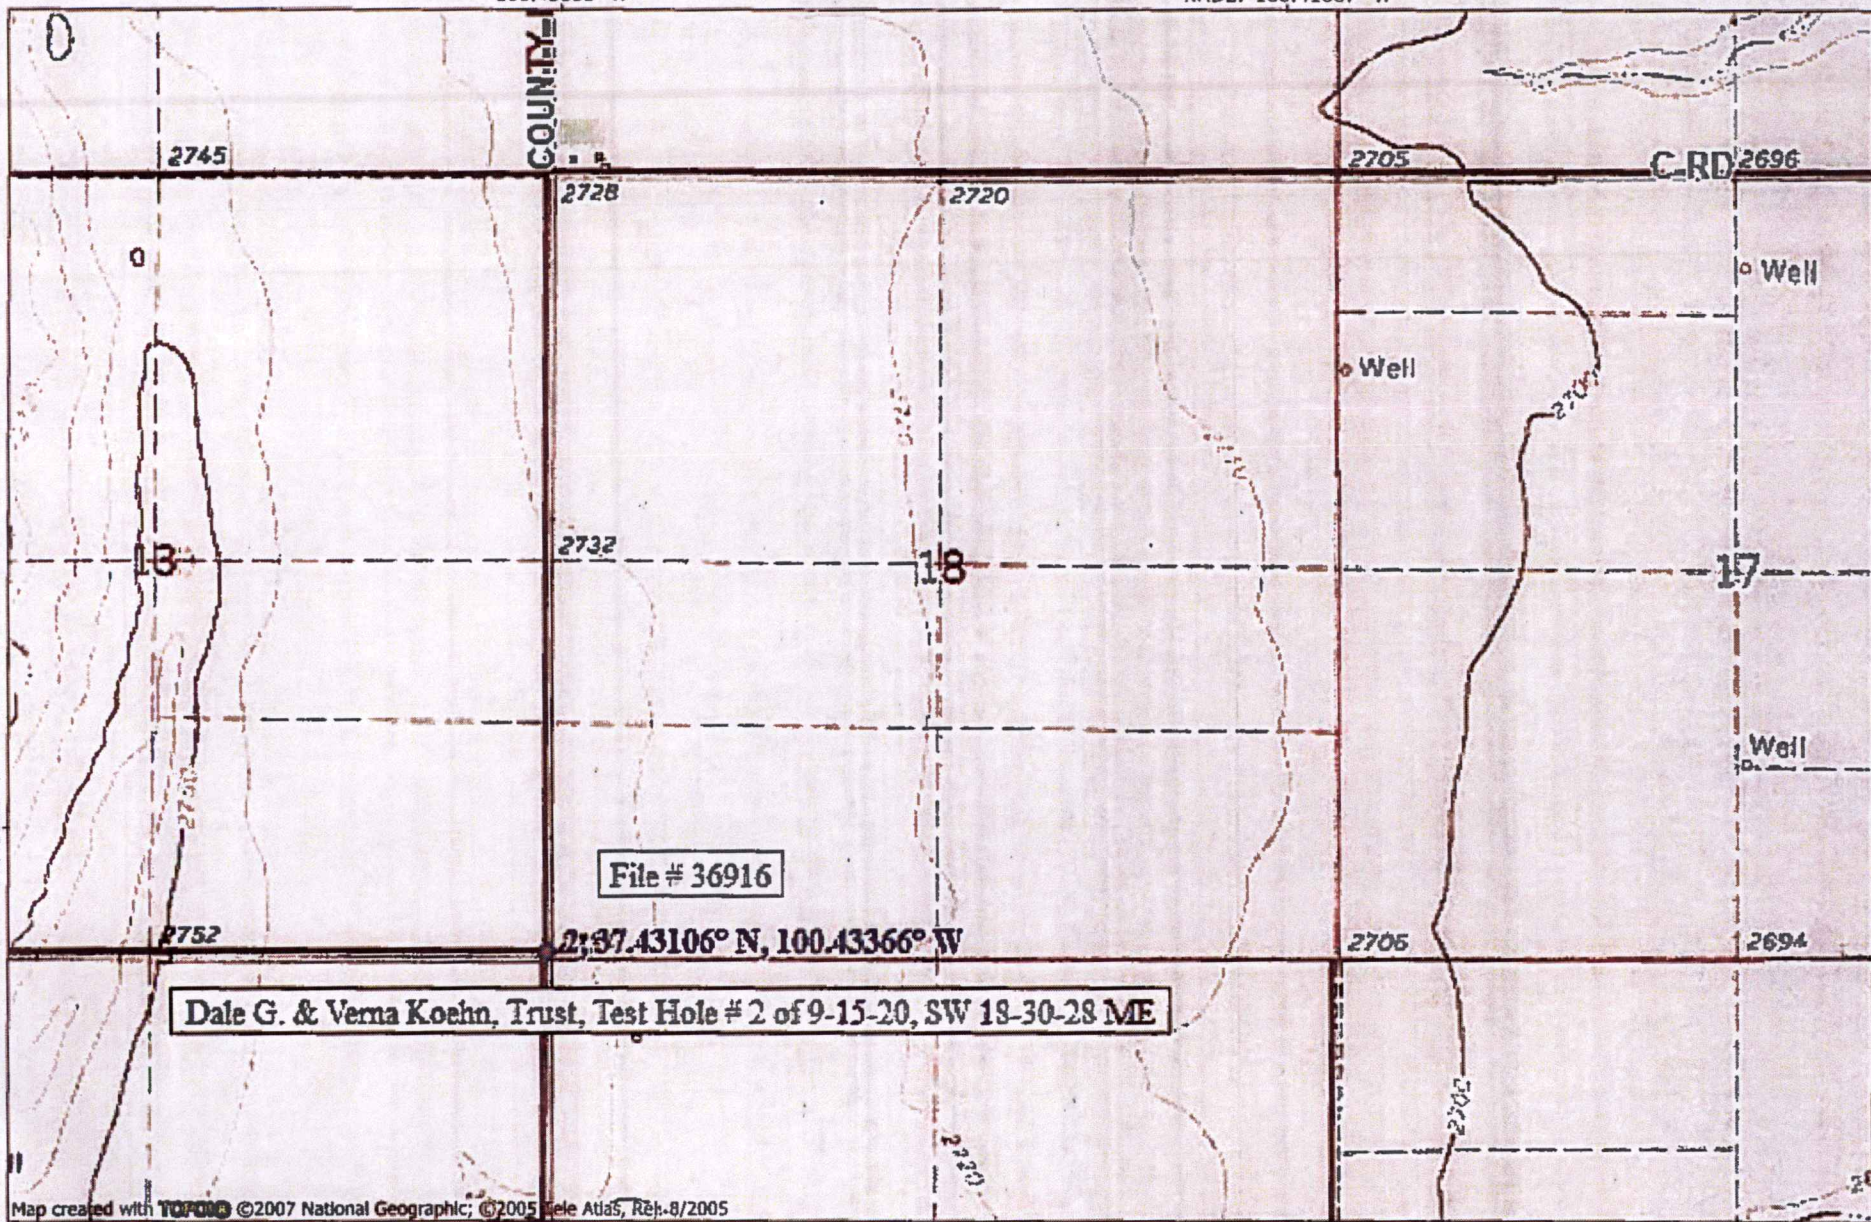 COUNTY
2745
2705
C RD 2696
2728
2720
Well
Well
2732
13
18
17
Well
File # 36916
2752
2; 37.43106° N, 100.43366° W
2706
2694
Dale G. & Verna Koehn, Trust, Test Hole # 2 of 9-15-20, SW 18-30-28 ME
2700
2720
Map created with TOPO!® ©2007 National Geographic; ©2005 Tele Atlas, Rel. 8/2005